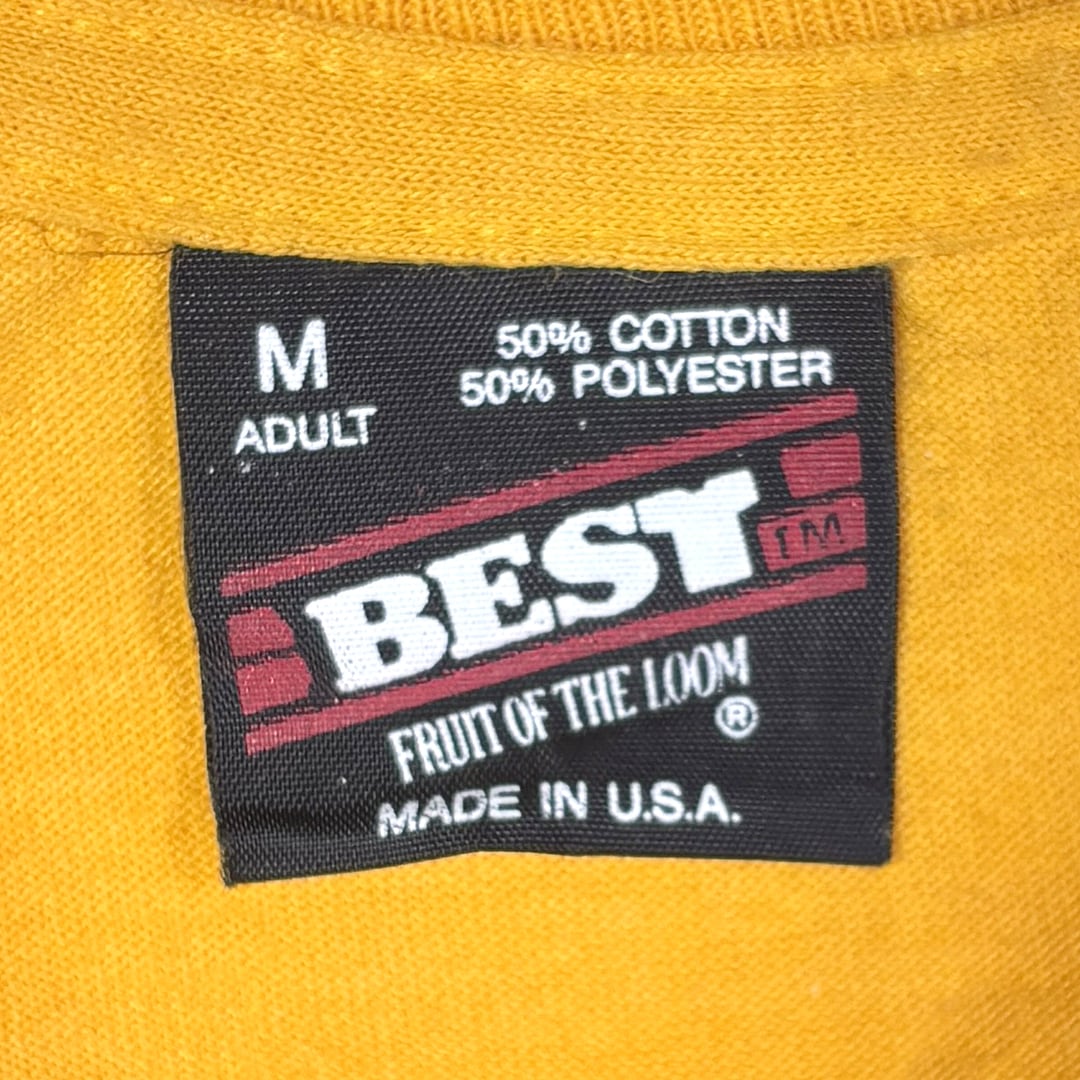 M
ADULT
50% COTTON
50% POLYESTER
BEST
TM
FRUIT OF THE LOOM
®
MADE IN U.S.A.